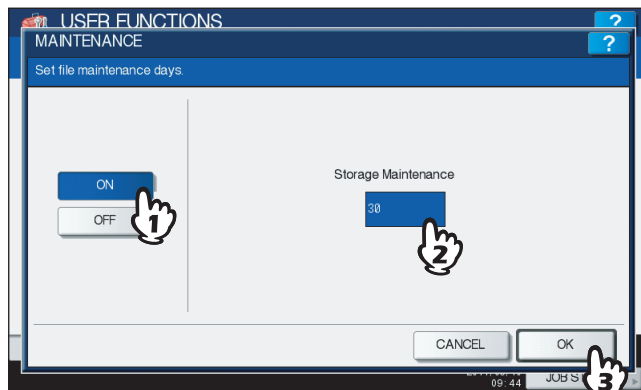 USER FUNCTIONS
?
MAINTENANCE
?
Set file maintenance days.
ON
OFF
1
Storage Maintenance
30
2
CANCEL
OK
3
09:44
JOB